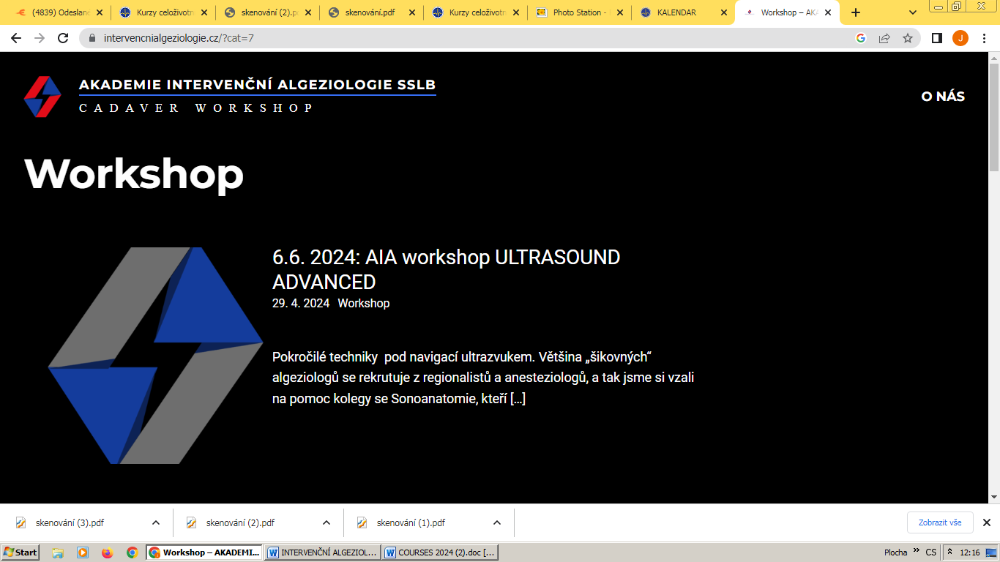 (4839) Odeslané
Kurzy celoživotn
skenování (2).p
skenování.pdf
Kurzy celoživotn
Photo Station -
KALENDAR
Workshop – AKA
intervencnialgeziologie.cz/?cat=7
J
AKADEMIE INTERVENČNÍ ALGEZIOLOGIE SSLB
CADAVER WORKSHOP
O NÁS
Workshop
6.6. 2024: AIA workshop ULTRASOUND
ADVANCED
29. 4. 2024 Workshop
Pokročilé techniky pod navigací ultrazvukem. Většina „šikovných“
algeziologů se rekrutuje z regionalistů a anesteziologů, a tak jsme si vzali
na pomoc kolegy se Sonoanatomie, kteří […]
skenování (3).pdf
skenování (2).pdf
skenování (1).pdf
Zobrazit vše
Start
Workshop – AKADEMI...
INTERVENČNÍ ALGEZIOL...
COURSES 2024 (2).doc [...
Plocha
CS
12:16